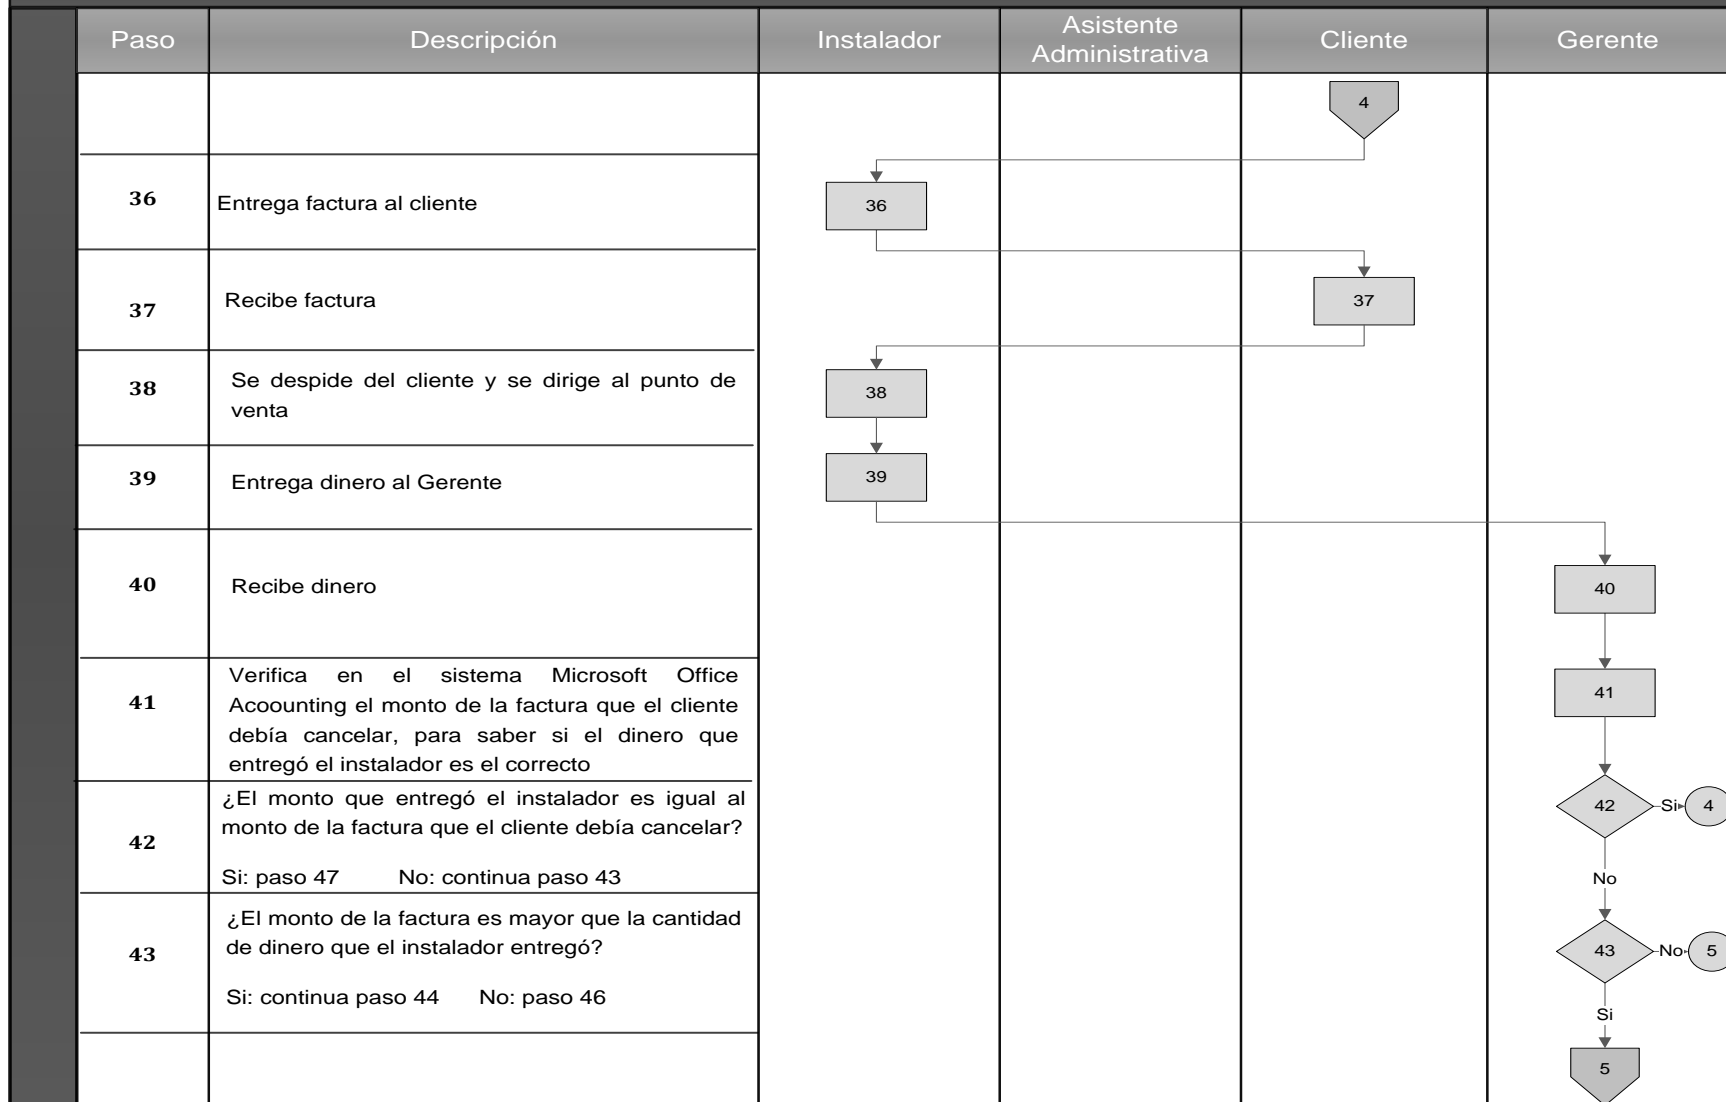 Paso Descripción Instalador Asistente Administrativa Cliente Gerente
4
36 Entrega factura al cliente 36
37 Recibe factura 37
38 Se despide del cliente y se dirige al punto de
venta 38
39 Entrega dinero al Gerente 39
40 Recibe dinero 40
41 Verifica en el sistema Microsoft Office
Acoounting el monto de la factura que el cliente
debía cancelar, para saber si el dinero que
entregó el instalador es el correcto 41
42 ¿El monto que entregó el instalador es igual al
monto de la factura que el cliente debía cancelar?
Si: paso 47 No: continua paso 43
42 Si 4
No
43 ¿El monto de la factura es mayor que la cantidad
de dinero que el instalador entregó?
Si: continua paso 44 No: paso 46
43 No 5
Si
5